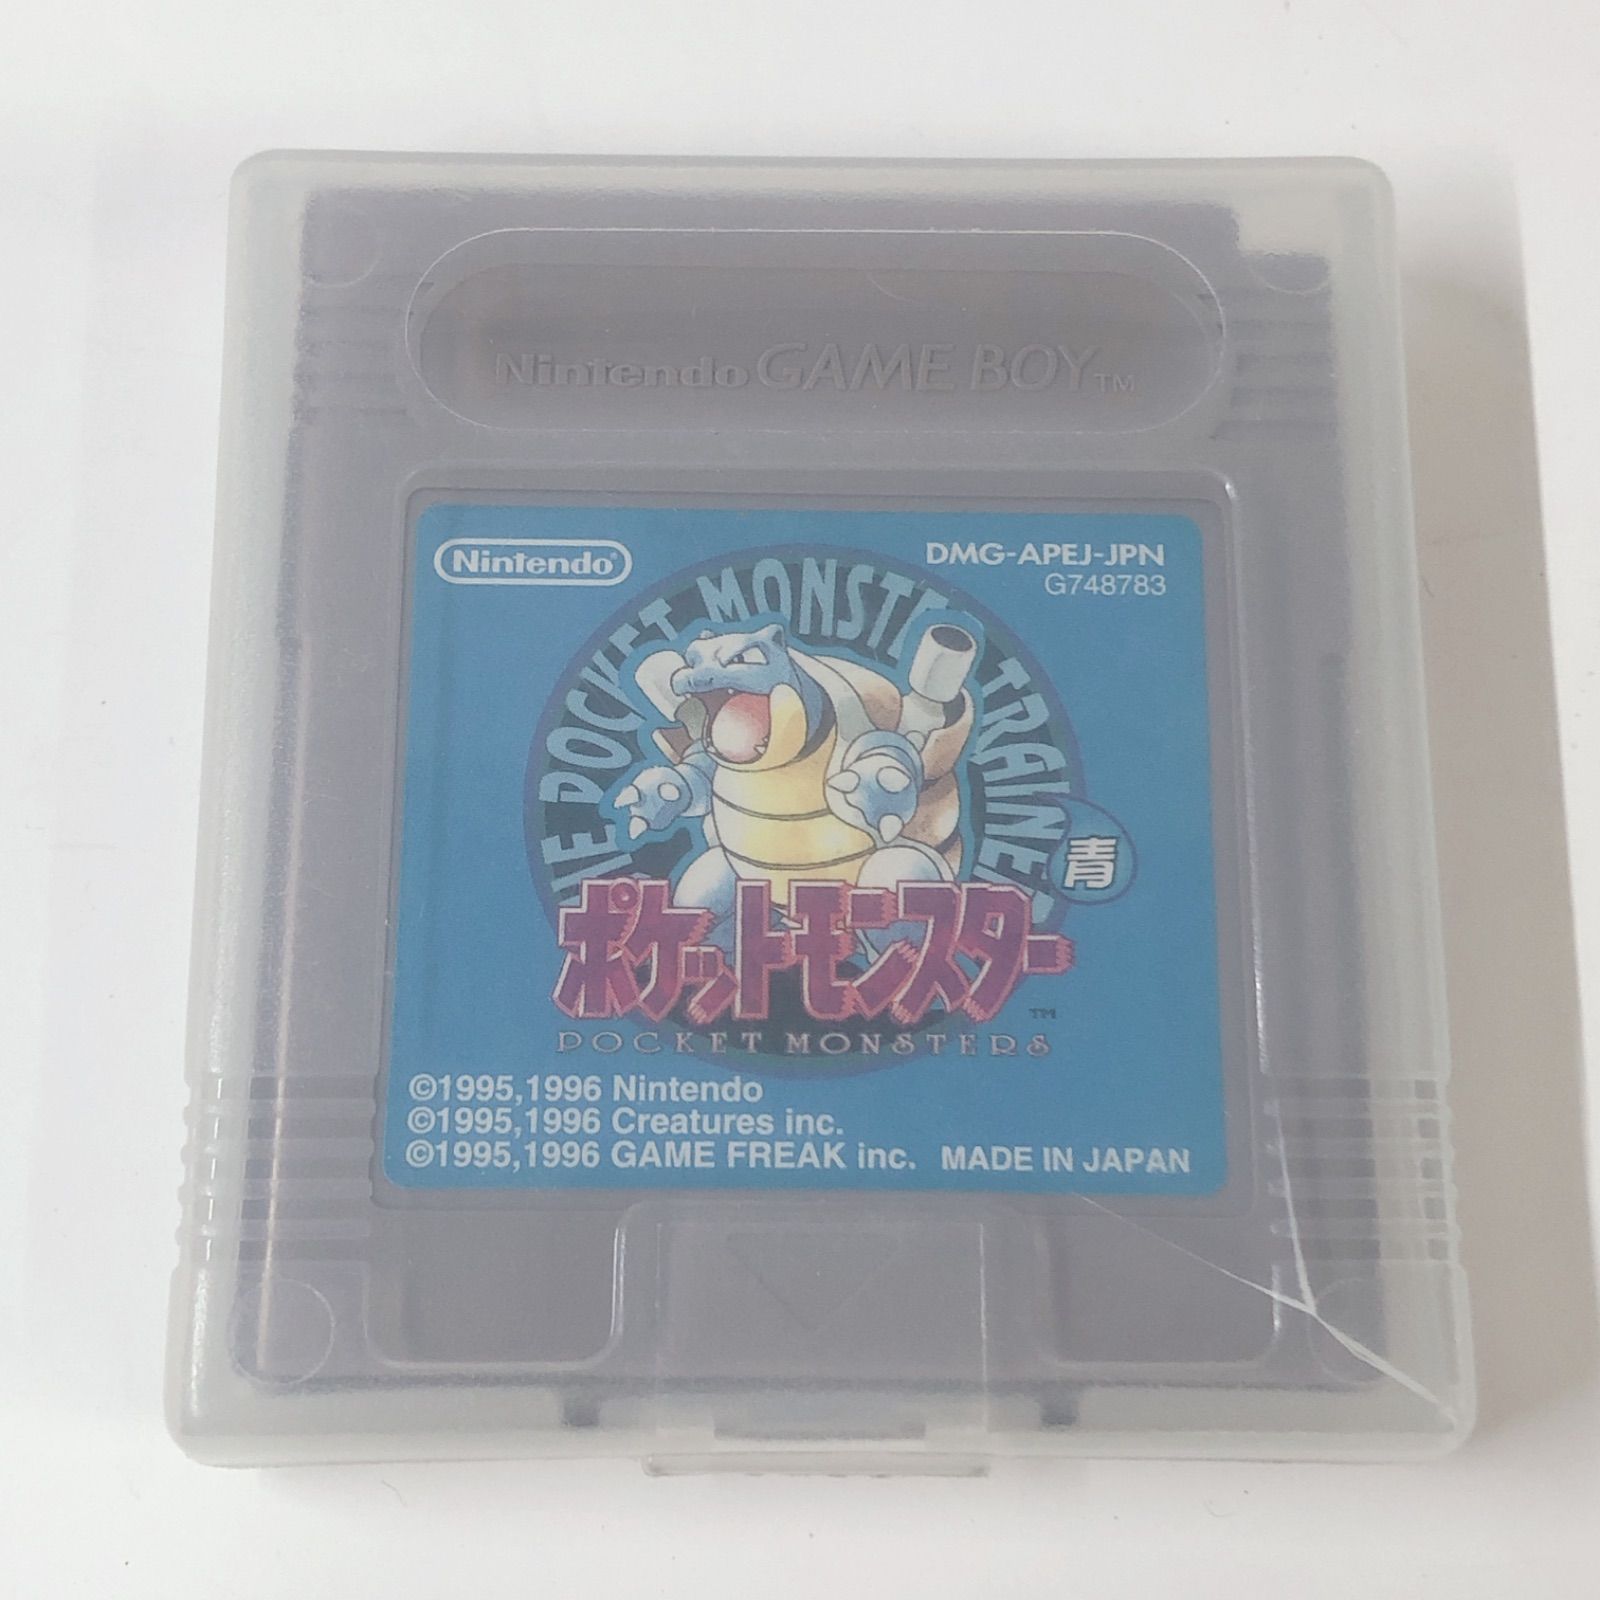 Nintendo GAME BOY™
Nintendo®
DMG-APEJ-JPN
G748783
POCKET MONSTER TRAINER
青
ポケットモンスター
™
POCKET MONSTERS
©1995,1996 Nintendo
©1995,1996 Creatures inc.
©1995,1996 GAME FREAK inc. MADE IN JAPAN